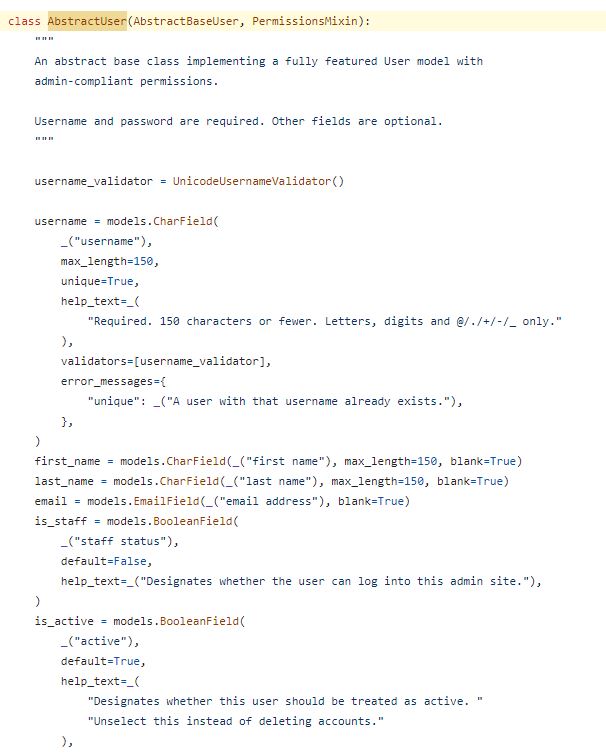 class AbstractUser(AbstractBaseUser, PermissionsMixin):
    """
    An abstract base class implementing a fully featured User model with
    admin-compliant permissions.

    Username and password are required. Other fields are optional.
    """

    username_validator = UnicodeUsernameValidator()

    username = models.CharField(
        _("username"),
        max_length=150,
        unique=True,
        help_text=_(
            "Required. 150 characters or fewer. Letters, digits and @/./+/-/_ only."
        ),
        validators=[username_validator],
        error_messages={
            "unique": _("A user with that username already exists."),
        },
    )
    first_name = models.CharField(_("first name"), max_length=150, blank=True)
    last_name = models.CharField(_("last name"), max_length=150, blank=True)
    email = models.EmailField(_("email address"), blank=True)
    is_staff = models.BooleanField(
        _("staff status"),
        default=False,
        help_text=_("Designates whether the user can log into this admin site."),
    )
    is_active = models.BooleanField(
        _("active"),
        default=True,
        help_text=_(
            "Designates whether this user should be treated as active. "
            "Unselect this instead of deleting accounts."
        ),